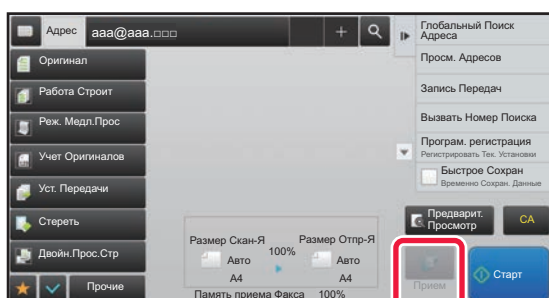 Адрес aaa@aaa.□□□
Оригинал
Работа Строит
Реж. Медл.Прос
Учет Оригиналов
Уст. Передачи
Стереть
Двойн.Прос.Стр
Прочие
Размер Скан-Я 100% Размер Отпр-Я
Авто Авто
A4 A4
Память приема Факса 100%
Глобальный Поиск
Адреса
Просм. Адресов
Запись Передач
Вызвать Номер Поиска
Програм. регистрация
Регистрировать Тек. Установки
Быстрое Сохран
Временно Сохран. Данные
Предварит.
Просмотр
CA
Прием
Старт